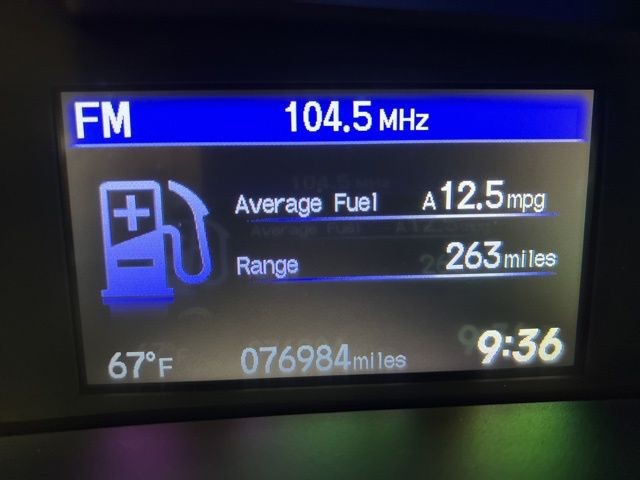 FM 104.5 MHz
Average Fuel A 12.5 mpg
Range 263 miles
67°F 076984 miles 9:36